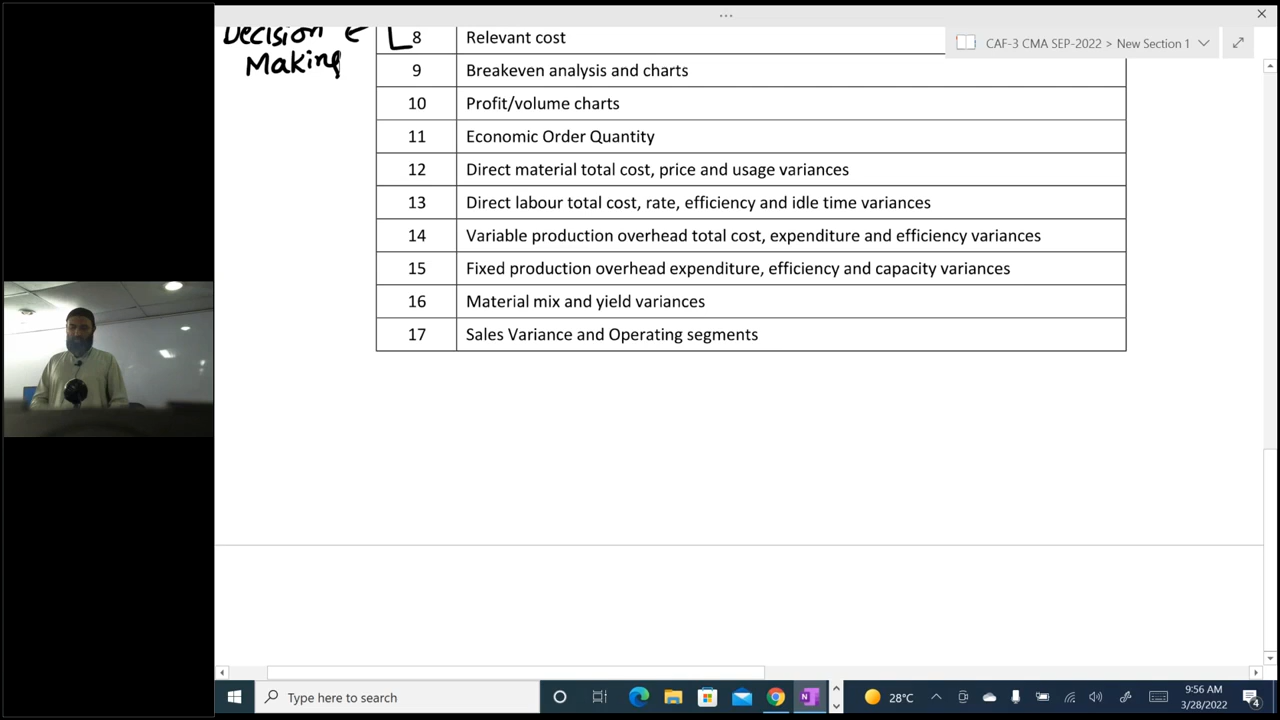 Decision ←
Making
8 Relevant cost
9 Breakeven analysis and charts
10 Profit/volume charts
11 Economic Order Quantity
12 Direct material total cost, price and usage variances
13 Direct labour total cost, rate, efficiency and idle time variances
14 Variable production overhead total cost, expenditure and efficiency variances
15 Fixed production overhead expenditure, efficiency and capacity variances
16 Material mix and yield variances
17 Sales Variance and Operating segments
CAF-3 CMA SEP-2022 > New Section 1
Type here to search
28°C
9:56 AM
3/28/2022
4